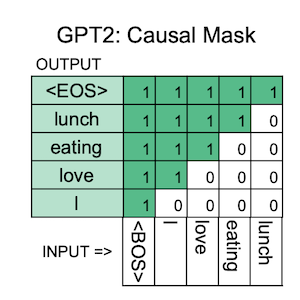 GPT2: Causal Mask
OUTPUT
<EOS> 1 1 1 1 1
lunch 1 1 1 1 0
eating 1 1 1 0 0
love 1 1 0 0 0
I 1 0 0 0 0
INPUT => <BOS> I love eating lunch